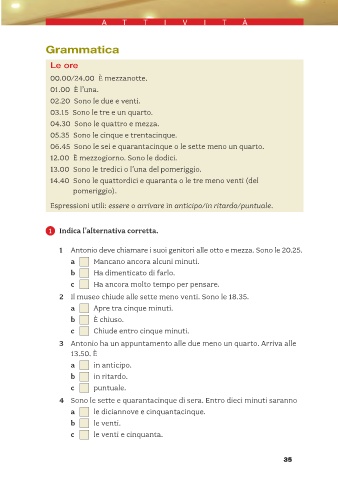 ATTIVITÀ
Grammatica
Le ore
00.00/24.00 È mezzanotte.
01.00 È l'una.
02.20 Sono le due e venti.
03.15 Sono le tre e un quarto.
04.30 Sono le quattro e mezza.
05.35 Sono le cinque e trentacinque.
06.45 Sono le sei e quarantacinque o le sette meno un quarto.
12.00 È mezzogiorno. Sono le dodici.
13.00 Sono le tredici o l'una del pomeriggio.
14.40 Sono le quattordici e quaranta o le tre meno venti (del
pomeriggio).
Espressioni utili: essere o arrivare in anticipo/in ritardo/puntuale.
1 Indica l'alternativa corretta.
1 Antonio deve chiamare i suoi genitori alle otto e mezza. Sono le 20.25.
a Mancano ancora alcuni minuti.
b Ha dimenticato di farlo.
c Ha ancora molto tempo per pensare.
2 Il museo chiude alle sette meno venti. Sono le 18.35.
a Apre tra cinque minuti.
b È chiuso.
c Chiude entro cinque minuti.
3 Antonio ha un appuntamento alle due meno un quarto. Arriva alle
13.50. È
a in anticipo.
b in ritardo.
c puntuale.
4 Sono le sette e quarantacinque di sera. Entro dieci minuti saranno
a le diciannove e cinquantacinque.
b le venti.
c le venti e cinquanta.
35